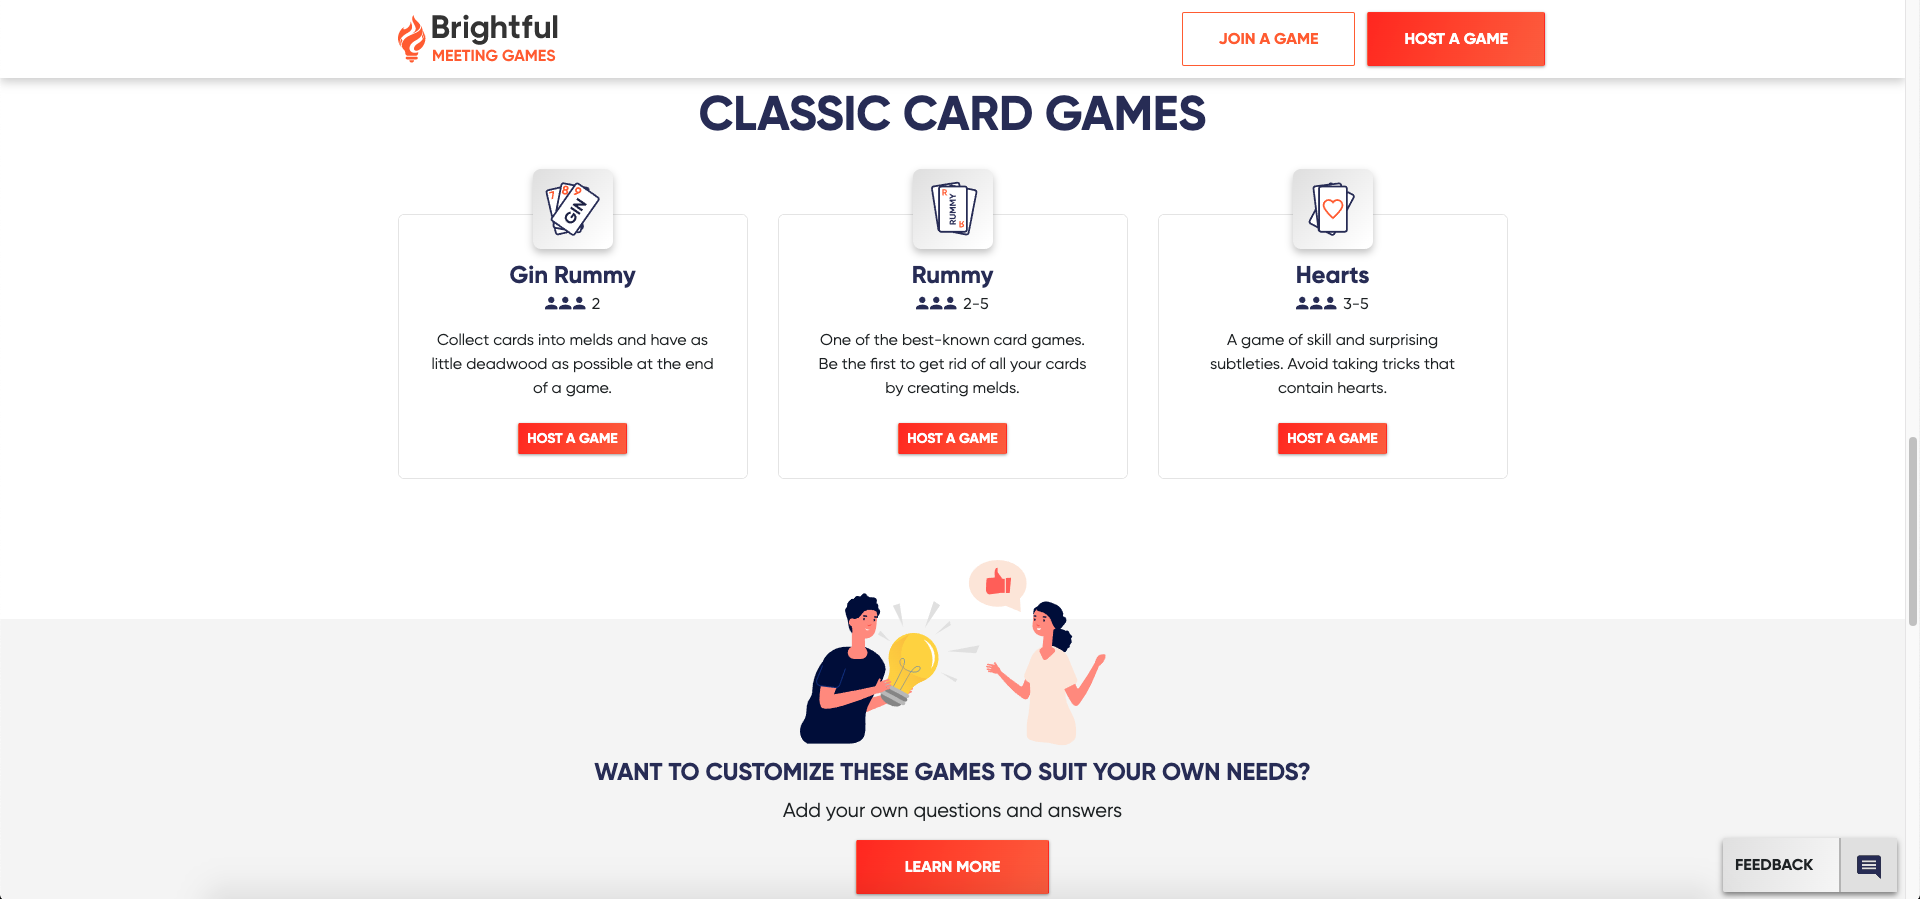 Brightful
MEETING GAMES
JOIN A GAME
HOST A GAME
CLASSIC CARD GAMES
7 8 9
GIN
R
RUMMY
R
Gin Rummy
2
Collect cards into melds and have as
little deadwood as possible at the end
of a game.
HOST A GAME
Rummy
2-5
One of the best-known card games.
Be the first to get rid of all your cards
by creating melds.
HOST A GAME
Hearts
3-5
A game of skill and surprising
subtleties. Avoid taking tricks that
contain hearts.
HOST A GAME
WANT TO CUSTOMIZE THESE GAMES TO SUIT YOUR OWN NEEDS?
Add your own questions and answers
LEARN MORE
FEEDBACK